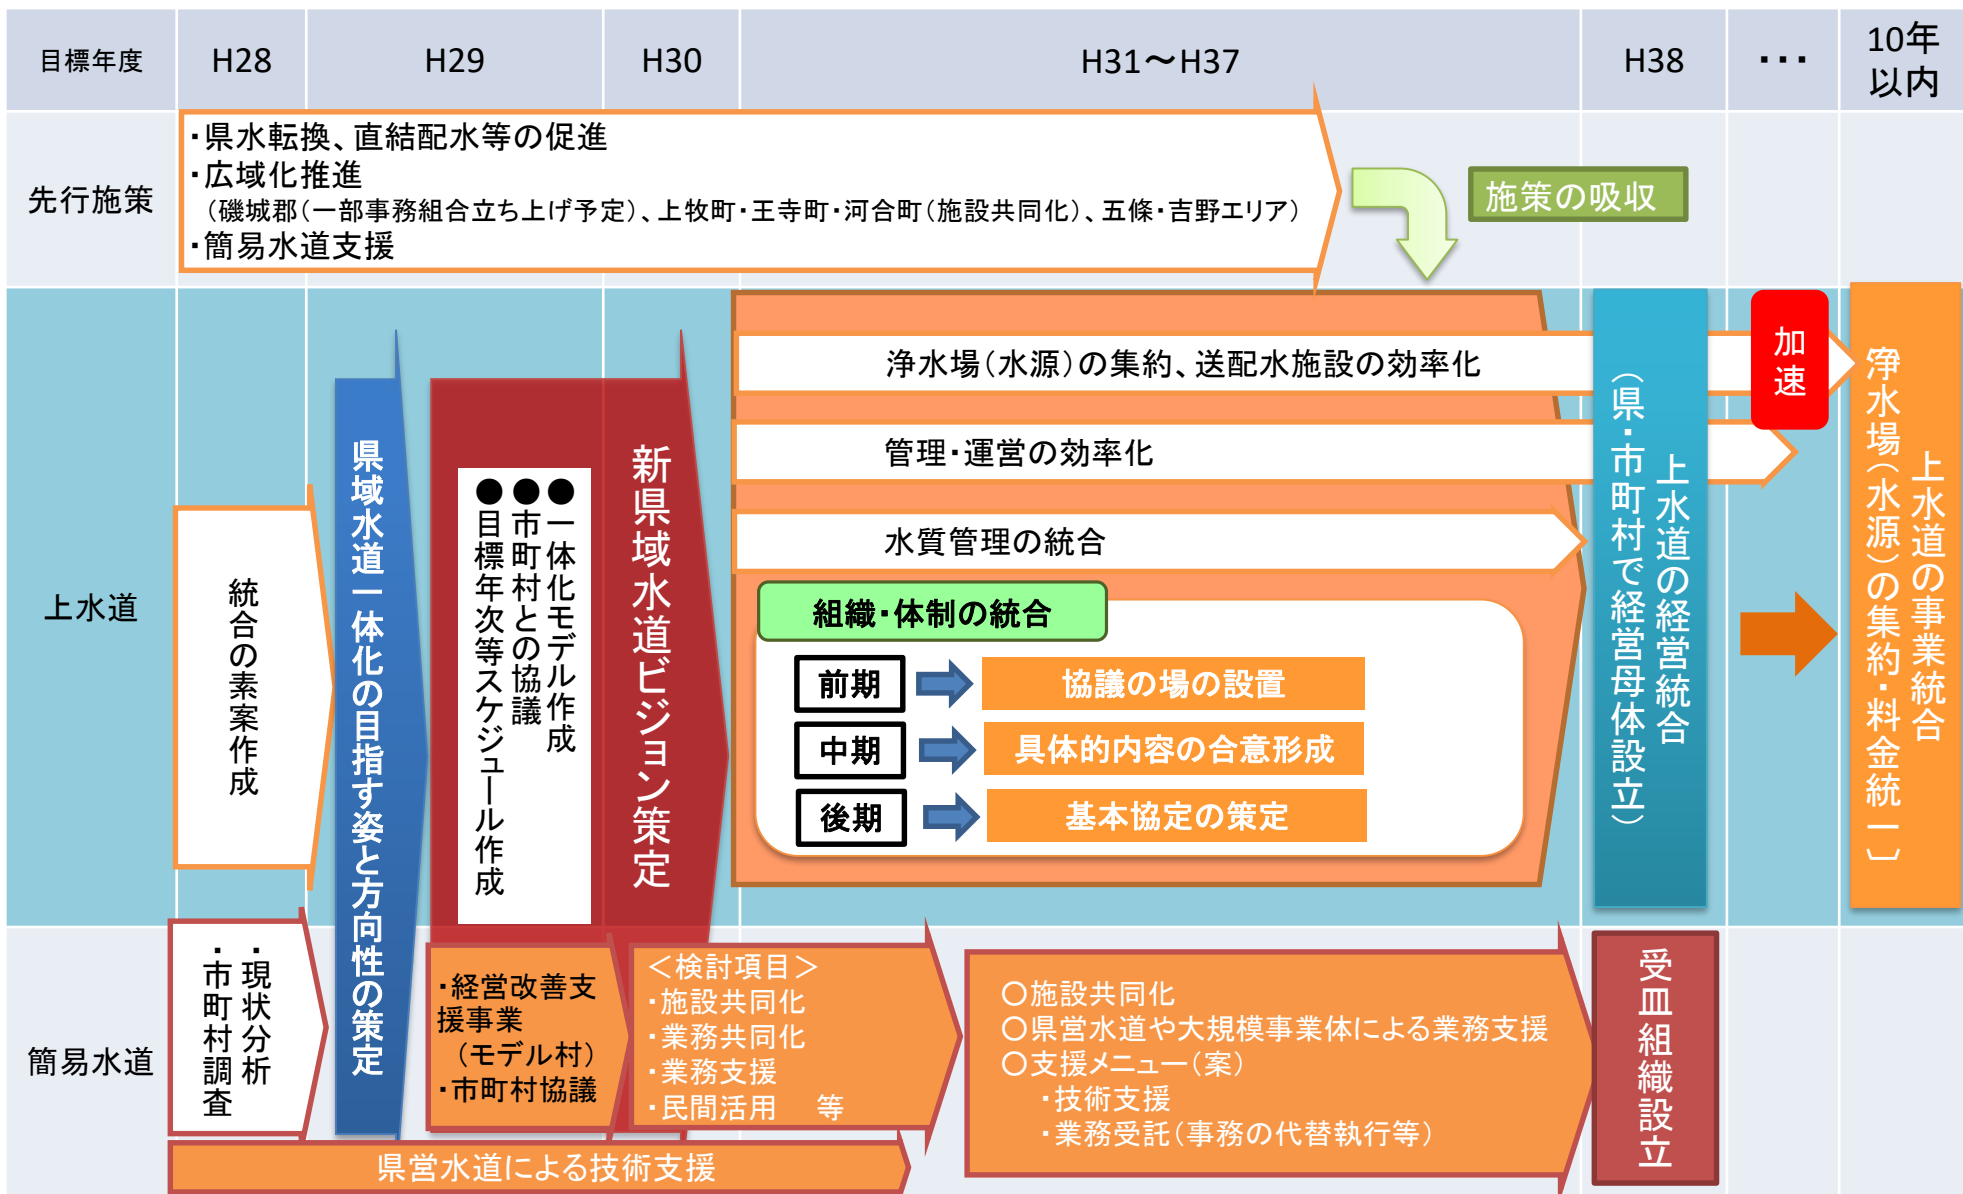 目標年度
H28
H29
H30
H31～H37
H38
・・・
10年
以内
先行施策
・県水転換、直結配水等の促進
・広域化推進
（磯城郡（一部事務組合立ち上げ予定）、上牧町・王寺町・河合町（施設共同化）、五條・吉野エリア）
・簡易水道支援
施策の吸収
上水道
統合の素案作成
県域水道一体化の目指す姿と方向性の策定
●一体化モデル作成
●市町村との協議
●目標年次等スケジュール作成
新県域水道ビジョン策定
浄水場（水源）の集約、送配水施設の効率化
管理・運営の効率化
水質管理の統合
組織・体制の統合
前期
協議の場の設置
中期
具体的内容の合意形成
後期
基本協定の策定
上水道の経営統合
（県・市町村で経営母体設立）
加速
上水道の事業統合
〔浄水場（水源）の集約・料金統一〕
簡易水道
・現状分析
・市町村調査
・経営改善支
援事業
（モデル村）
・市町村協議
＜検討項目＞
・施設共同化
・業務共同化
・業務支援
・民間活用　等
○施設共同化
○県営水道や大規模事業体による業務支援
○支援メニュー（案）
・技術支援
・業務受託（事務の代替執行等）
受皿組織設立
県営水道による技術支援